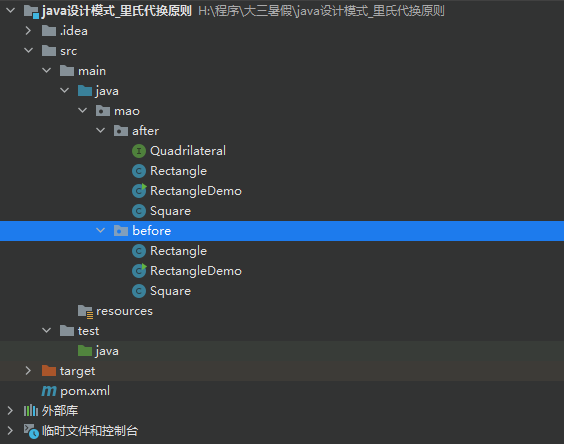 java设计模式_里氏代换原则 H:\程序\大三暑假\java设计模式_里氏代换原则
.idea
src
main
java
mao
after
Quadrilateral
Rectangle
RectangleDemo
Square
before
Rectangle
RectangleDemo
Square
resources
test
java
target
pom.xml
外部库
临时文件和控制台